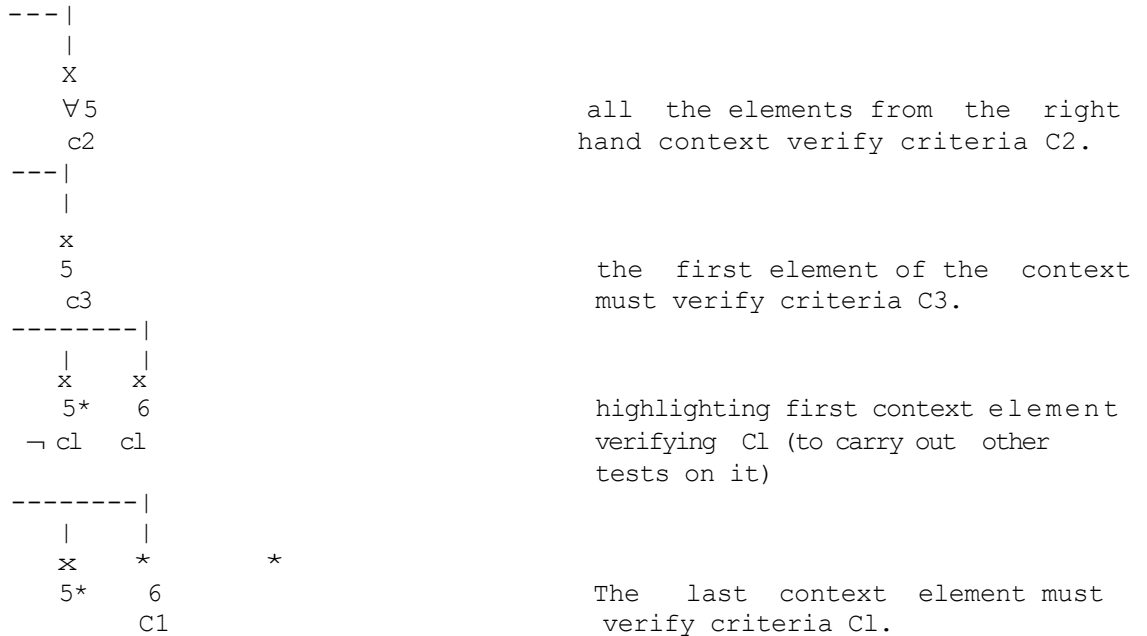 ---|
|
X
∀5 all the elements from the right
c2 hand context verify criteria C2.
---|
|
x
5 the first element of the context
c3 must verify criteria C3.
--------|
| |
x x
5* 6 highlighting first context element
¬ cl cl verifying Cl (to carry out other
tests on it)
--------|
| |
x * *
5* 6 The last context element must
C1 verify criteria Cl.